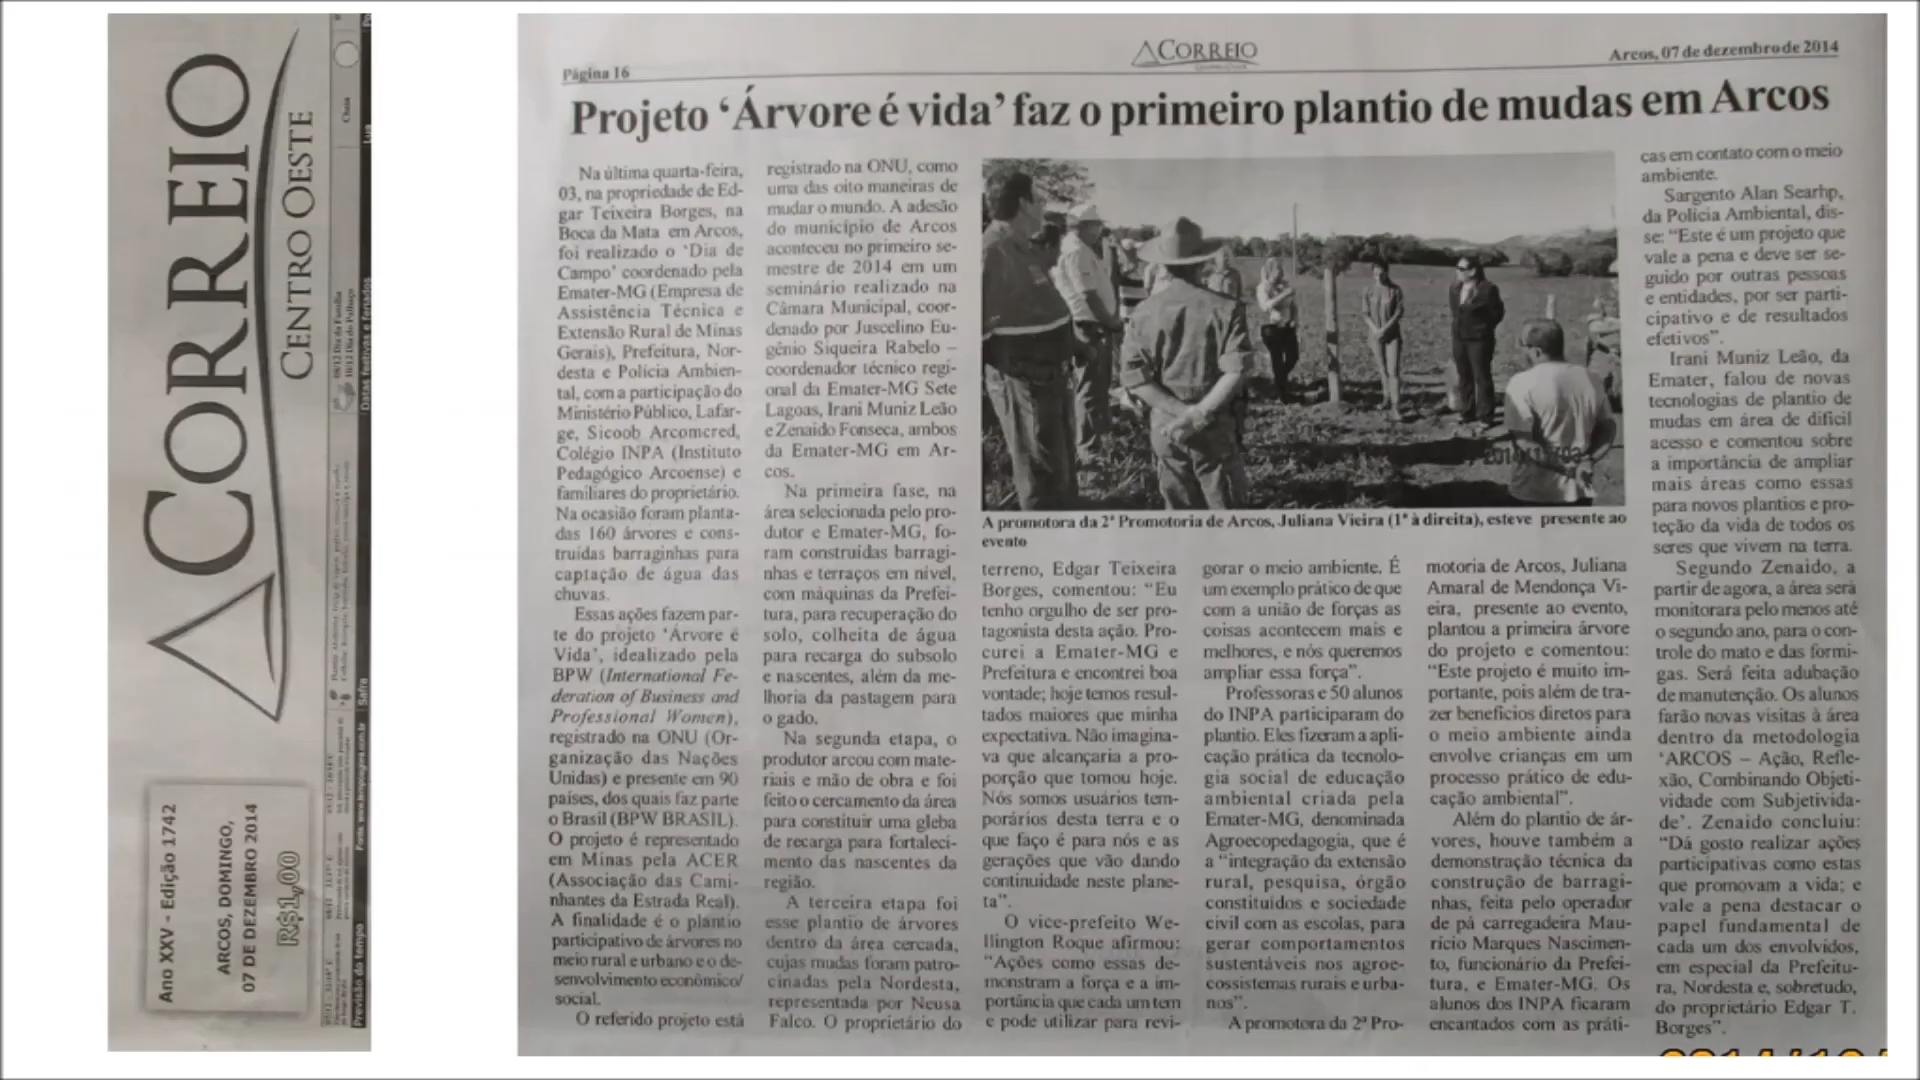 CORREIO
CENTRO OESTE
Ano XXV - Edição 1742
ARCOS, DOMINGO,
07 DE DEZEMBRO 2014
R$1,00
Previsão do tempo
Safra
Datas festivas e feriados
Lua
Cheia
Página 16
CORREIO
Arcos, 07 de dezembro de 2014
Projeto ‘Árvore é vida’ faz o primeiro plantio de mudas em Arcos
Na última quarta-feira,
03, na propriedade de Ed-
gar Teixeira Borges, na
Boca da Mata em Arcos,
foi realizado o ‘Dia de
Campo’ coordenado pela
Emater-MG (Empresa de
Assistência Técnica e
Extensão Rural de Minas
Gerais), Prefeitura, Nor-
desta e Polícia Ambien-
tal, com a participação do
Ministério Público, Lafar-
ge, Sicoob Arcomcred,
Colégio INPA (Instituto
Pedagógico Arcoense) e
familiares do proprietário.
Na ocasião foram planta-
das 160 árvores e cons-
truídas barraginhas para
captação de água das
chuvas.
Essas ações fazem par-
te do projeto ‘Árvore é
Vida’, idealizado pela
BPW (International Fe-
deration of Business and
Professional Women),
registrado na ONU (Or-
ganização das Nações
Unidas) e presente em 90
países, dos quais faz parte
o Brasil (BPW BRASIL).
O projeto é representado
em Minas pela ACER
(Associação das Cami-
nhantes da Estrada Real).
A finalidade é o plantio
participativo de árvores no
meio rural e urbano e o de-
senvolvimento econômico/
social.
O referido projeto está
registrado na ONU, como
uma das oito maneiras de
mudar o mundo. A adesão
do município de Arcos
aconteceu no primeiro se-
mestre de 2014 em um
seminário realizado na
Câmara Municipal, coor-
denado por Juscelino Eu-
gênio Siqueira Rabelo –
coordenador técnico regi-
onal da Emater-MG Sete
Lagoas, Irani Muniz Leão
e Zenaido Fonseca, ambos
da Emater-MG em Ar-
cos.
Na primeira fase, na
área selecionada pelo pro-
dutor e Emater-MG, fo-
ram construídas barragi-
nhas e terraços em nível,
com máquinas da Prefei-
tura, para recuperação do
solo, colheita de água
para recarga do subsolo
e nascentes, além da me-
lhoria da pastagem para
o gado.
Na segunda etapa, o
produtor arcou com mate-
riais e mão de obra e foi
feito o cercamento da área
para constituir uma gleba
de recarga para fortaleci-
mento das nascentes da
região.
A terceira etapa foi
esse plantio de árvores
dentro da área cercada,
cujas mudas foram patro-
cinadas pela Nordesta,
representada por Neusa
Falco. O proprietário do
A promotora da 2ª Promotoria de Arcos, Juliana Vieira (1ª à direita), esteve presente ao
evento
terreno, Edgar Teixeira
Borges, comentou: “Eu
tenho orgulho de ser pro-
tagonista desta ação. Pro-
curei a Emater-MG e
Prefeitura e encontrei boa
vontade; hoje temos resul-
tados maiores que minha
expectativa. Não imagina-
va que alcançaria a pro-
porção que tomou hoje.
Nós somos usuários tem-
porários desta terra e o
que faço é para nós e as
gerações que vão dando
continuidade neste plane-
ta”.
O vice-prefeito We-
llington Roque afirmou:
“Ações como essas de-
monstram a força e a im-
portância que cada um tem
e pode utilizar para revi-
gorar o meio ambiente. É
um exemplo prático de que
com a união de forças as
coisas acontecem mais e
melhores, e nós queremos
ampliar essa força”.
Professoras e 50 alunos
do INPA participaram do
plantio. Eles fizeram a apli-
cação prática da tecnolo-
gia social de educação
ambiental criada pela
Emater-MG, denominada
Agroecopedagogia, que é
a “integração da extensão
rural, pesquisa, órgão
constituídos e sociedade
civil com as escolas, para
gerar comportamentos
sustentáveis nos agroe-
cossistemas rurais e urba-
nos”.
A promotora da 2ª Pro-
motoria de Arcos, Juliana
Amaral de Mendonça Vi-
eira, presente ao evento,
plantou a primeira árvore
do projeto e comentou:
“Este projeto é muito im-
portante, pois além de tra-
zer benefícios diretos para
o meio ambiente ainda
envolve crianças em um
processo prático de edu-
cação ambiental”.
Além do plantio de ár-
vores, houve também a
demonstração técnica da
construção de barragi-
nhas, feita pelo operador
de pá carregadeira Mau-
rício Marques Nascimen-
to, funcionário da Prefei-
tura, e Emater-MG. Os
alunos dos INPA ficaram
encantados com as práti-
cas em contato com o meio
ambiente.
Sargento Alan Searhp,
da Polícia Ambiental, dis-
se: “Este é um projeto que
vale a pena e deve ser se-
guido por outras pessoas
e entidades, por ser parti-
cipativo e de resultados
efetivos”.
Irani Muniz Leão, da
Emater, falou de novas
tecnologias de plantio de
mudas em área de difícil
acesso e comentou sobre
a importância de ampliar
mais áreas como essas
para novos plantios e pro-
teção da vida de todos os
seres que vivem na terra.
Segundo Zenaido, a
partir de agora, a área será
monitorara pelo menos até
o segundo ano, para o con-
trole do mato e das formi-
gas. Será feita adubação
de manutenção. Os alunos
farão novas visitas à área
dentro da metodologia
‘ARCOS – Ação, Refle-
xão, Combinando Objeti-
vidade com Subjetivida-
de’. Zenaido concluiu:
“Dá gosto realizar ações
participativas como estas
que promovam a vida; e
vale a pena destacar o
papel fundamental de
cada um dos envolvidos,
em especial da Prefeitu-
ra, Nordesta e, sobretudo,
do proprietário Edgar T.
Borges”.